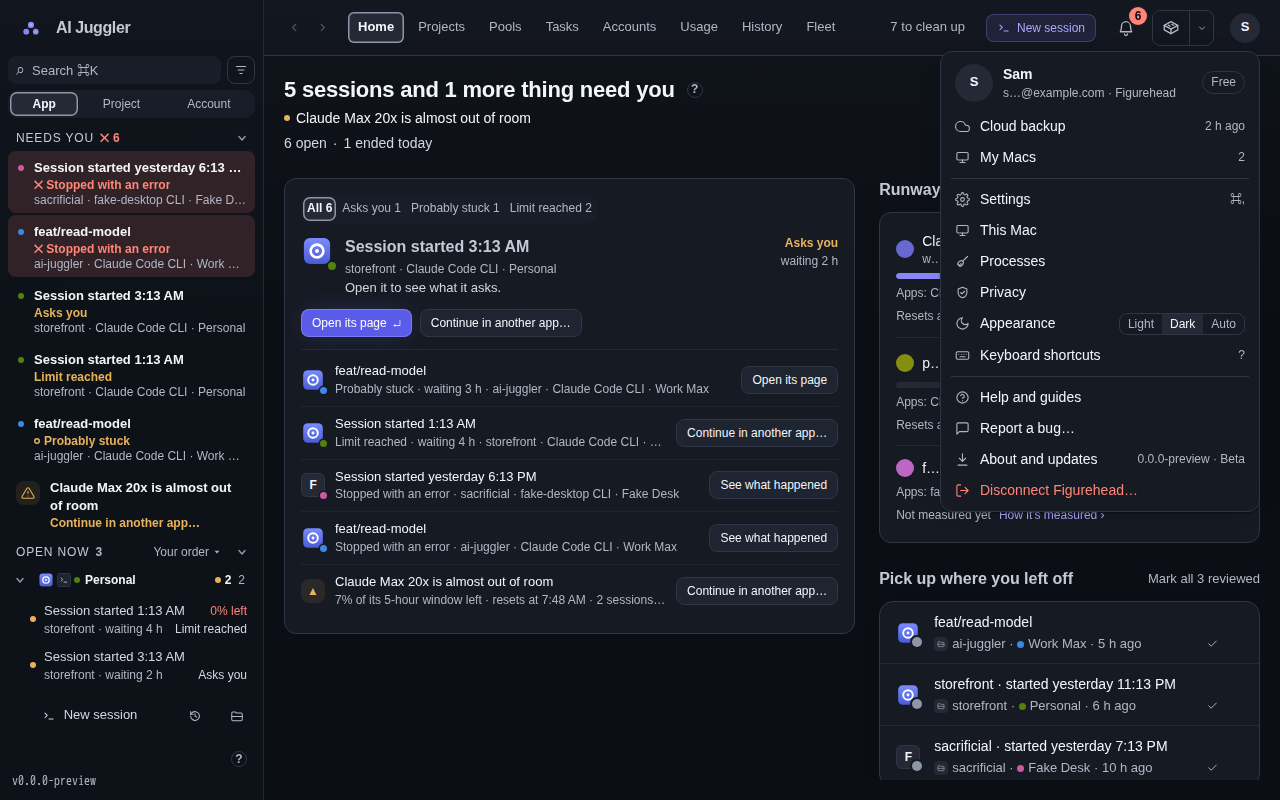 AI Juggler
Search ⌘K
App Project Account
NEEDS YOU 6
Session started yesterday 6:13 …
Stopped with an error
sacrificial · fake-desktop CLI · Fake D…
feat/read-model
Stopped with an error
ai-juggler · Claude Code CLI · Work …
Session started 3:13 AM
Asks you
storefront · Claude Code CLI · Personal
Session started 1:13 AM
Limit reached
storefront · Claude Code CLI · Personal
feat/read-model
Probably stuck
ai-juggler · Claude Code CLI · Work …
Claude Max 20x is almost out
of room
Continue in another app…
OPEN NOW 3 Your order
Personal 2 2
Session started 1:13 AM 0% left
storefront · waiting 4 h Limit reached
Session started 3:13 AM
storefront · waiting 2 h Asks you
New session
?
v0.0.0-preview
Home Projects Pools Tasks Accounts Usage History Fleet 7 to clean up New session 6 S
5 sessions and 1 more thing need you ?
Claude Max 20x is almost out of room
6 open · 1 ended today
All 6 Asks you 1 Probably stuck 1 Limit reached 2
Session started 3:13 AM Asks you
storefront · Claude Code CLI · Personal waiting 2 h
Open it to see what it asks.
Open its page Continue in another app…
feat/read-model
Probably stuck · waiting 3 h · ai-juggler · Claude Code CLI · Work Max
Open its page
Session started 1:13 AM
Limit reached · waiting 4 h · storefront · Claude Code CLI · …
Continue in another app…
F
Session started yesterday 6:13 PM
Stopped with an error · sacrificial · fake-desktop CLI · Fake Desk
See what happened
feat/read-model
Stopped with an error · ai-juggler · Claude Code CLI · Work Max
See what happened
Claude Max 20x is almost out of room
7% of its 5-hour window left · resets at 7:48 AM · 2 sessions…
Continue in another app…
Runway
Cla
w…
Apps: Cl
Resets a
p…
Apps: Cl
Resets a
f…
Apps: fa
Not measured yet How it's measured ›
S
Sam
s…@example.com · Figurehead
Free
Cloud backup 2 h ago
My Macs 2
Settings ⌘,
This Mac
Processes
Privacy
Appearance Light Dark Auto
Keyboard shortcuts ?
Help and guides
Report a bug…
About and updates 0.0.0-preview · Beta
Disconnect Figurehead…
Pick up where you left off Mark all 3 reviewed
feat/read-model
ai-juggler · Work Max · 5 h ago
storefront · started yesterday 11:13 PM
storefront · Personal · 6 h ago
F
sacrificial · started yesterday 7:13 PM
sacrificial · Fake Desk · 10 h ago